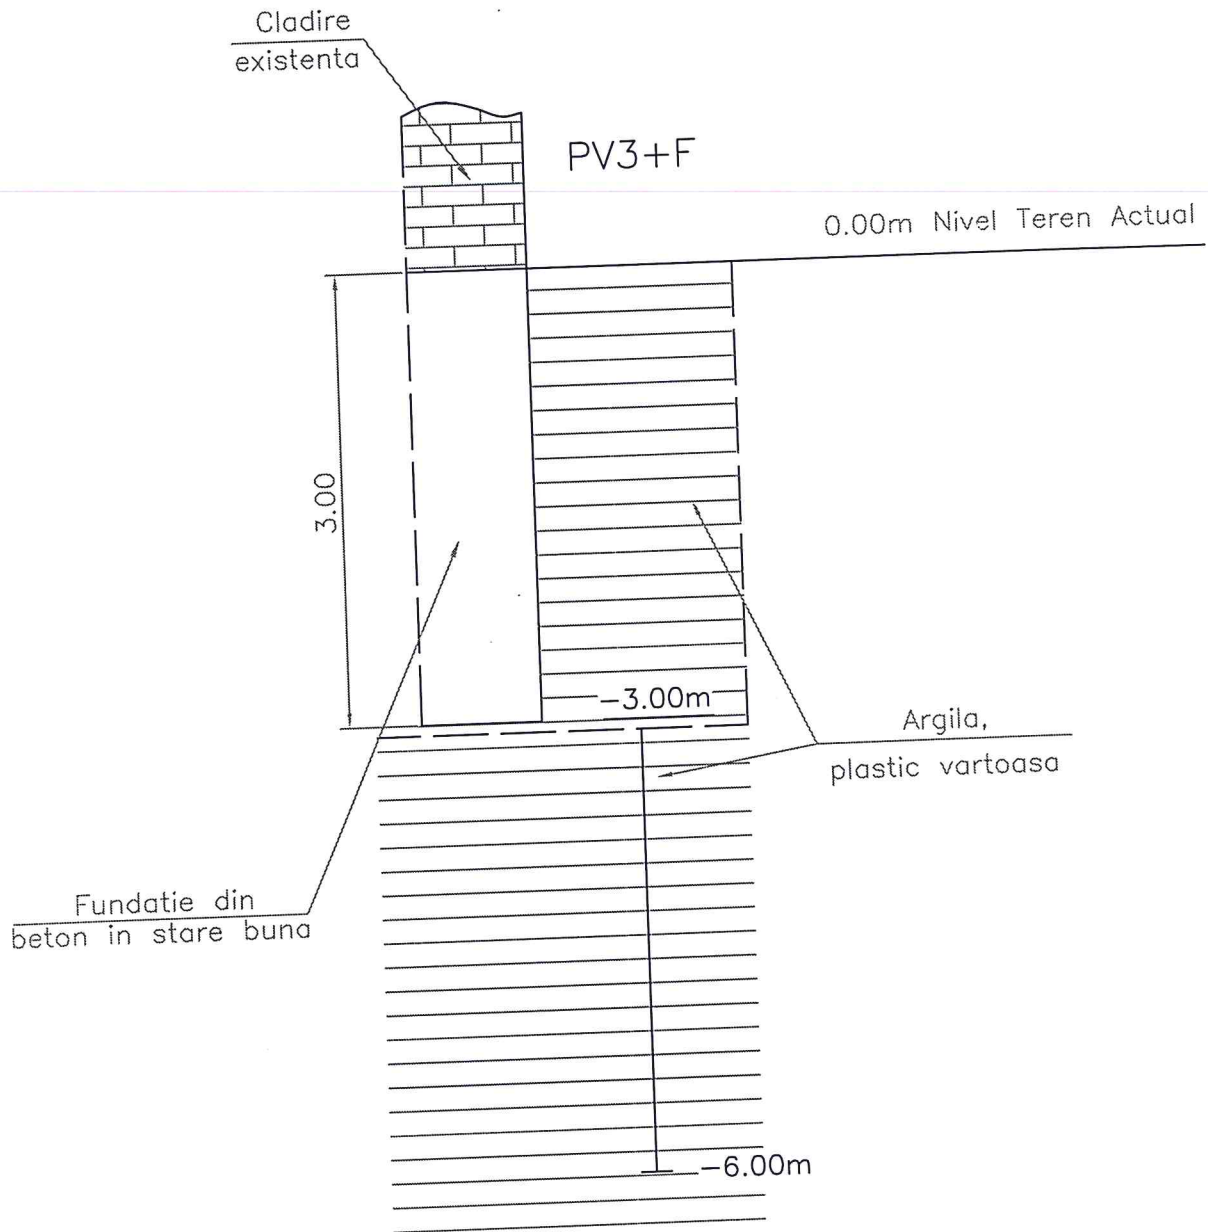 Cladire
existenta
PV3+F
0.00m Nivel Teren Actual
3.00
-3.00m
Argila,
plastic vartoasa
Fundatie din
beton in stare buna
-6.00m